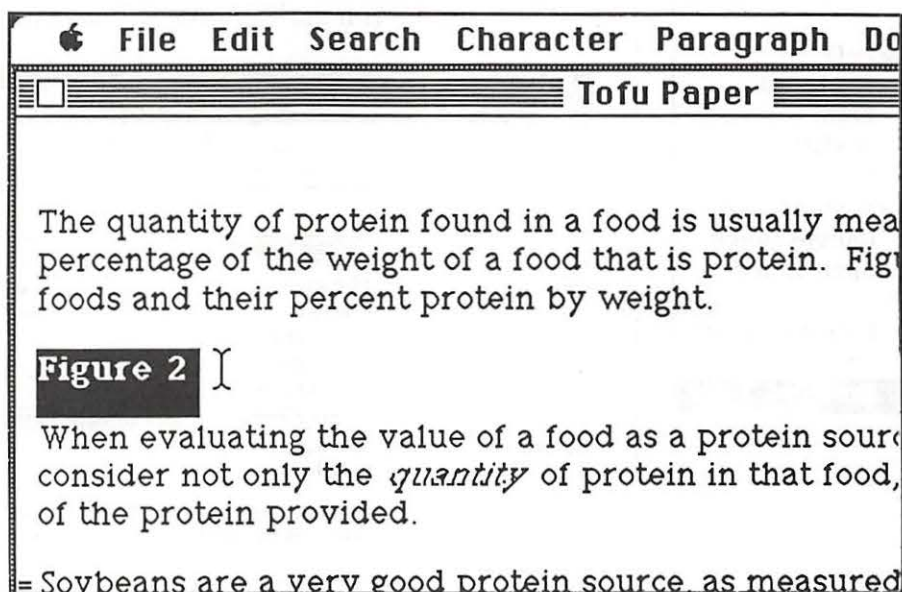 File Edit Search Character Paragraph Do
Tofu Paper
The quantity of protein found in a food is usually mea
percentage of the weight of a food that is protein. Figu
foods and their percent protein by weight.
Figure 2
When evaluating the value of a food as a protein sourc
consider not only the quantity of protein in that food,
of the protein provided.
= Soybeans are a very good protein source, as measured